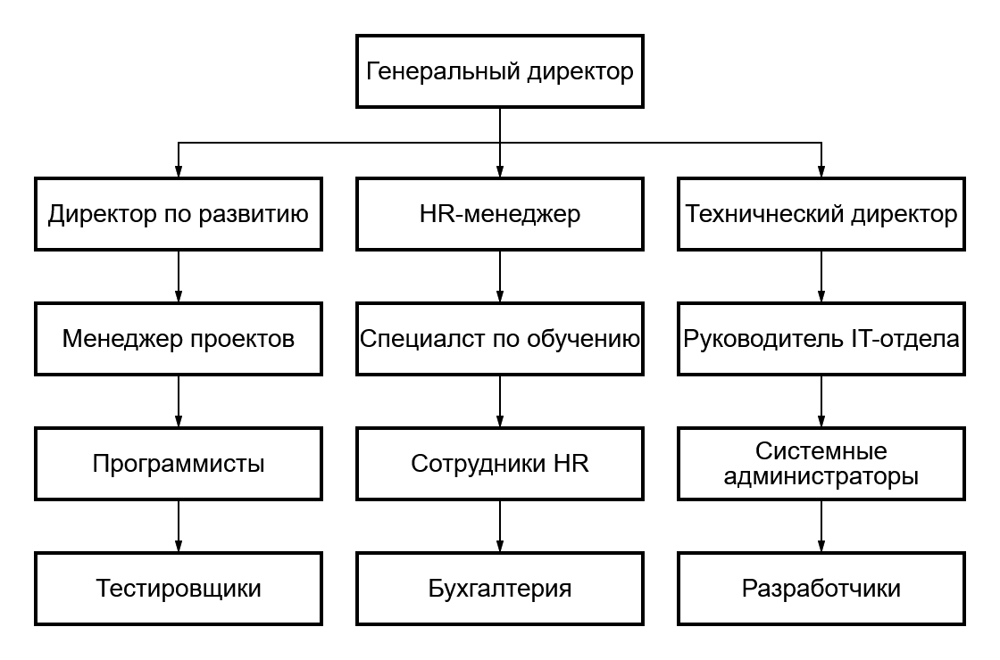 Генеральный директор
Директор по развитию
HR-менеджер
Техничнеский директор
Менеджер проектов
Специалст по обучению
Руководитель IT-отдела
Программисты
Сотрудники HR
Системные
администраторы
Тестировщики
Бухгалтерия
Разработчики